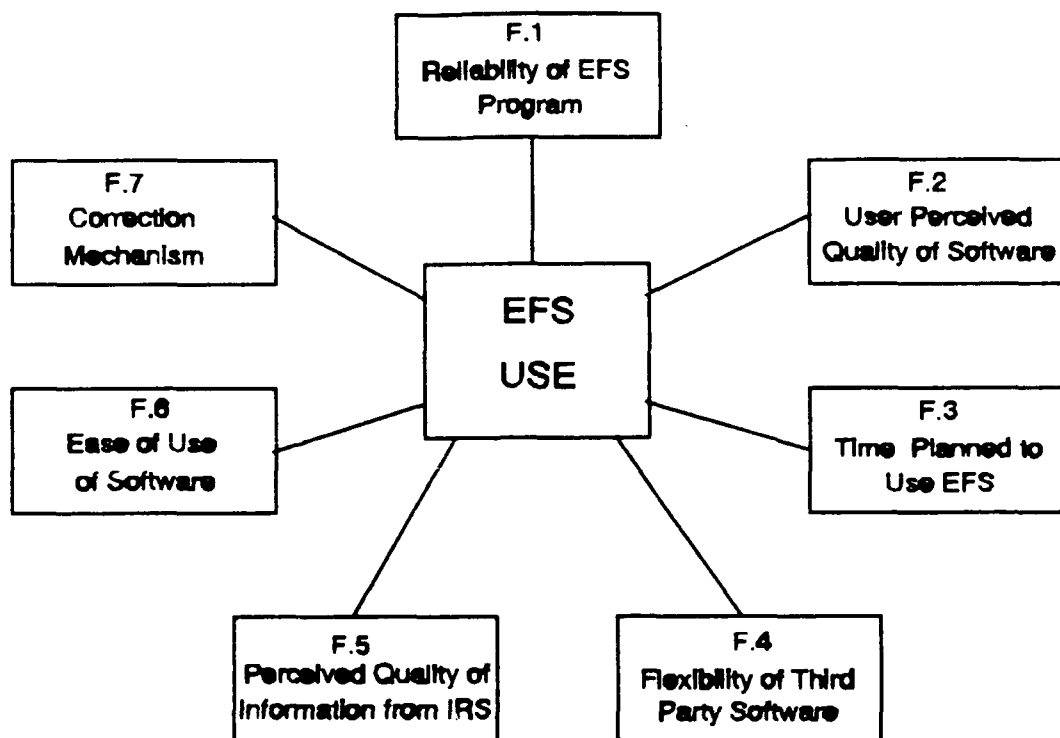 F.1
Reliability of EFS
Program
F.7
Correction
Mechanism
F.2
User Perceived
Quality of Software
EFS
USE
F.6
Ease of Use
of Software
F.3
Time Planned to
Use EFS
F.5
Perceived Quality of
Information from IRS
F.4
Flexibility of Third
Party Software